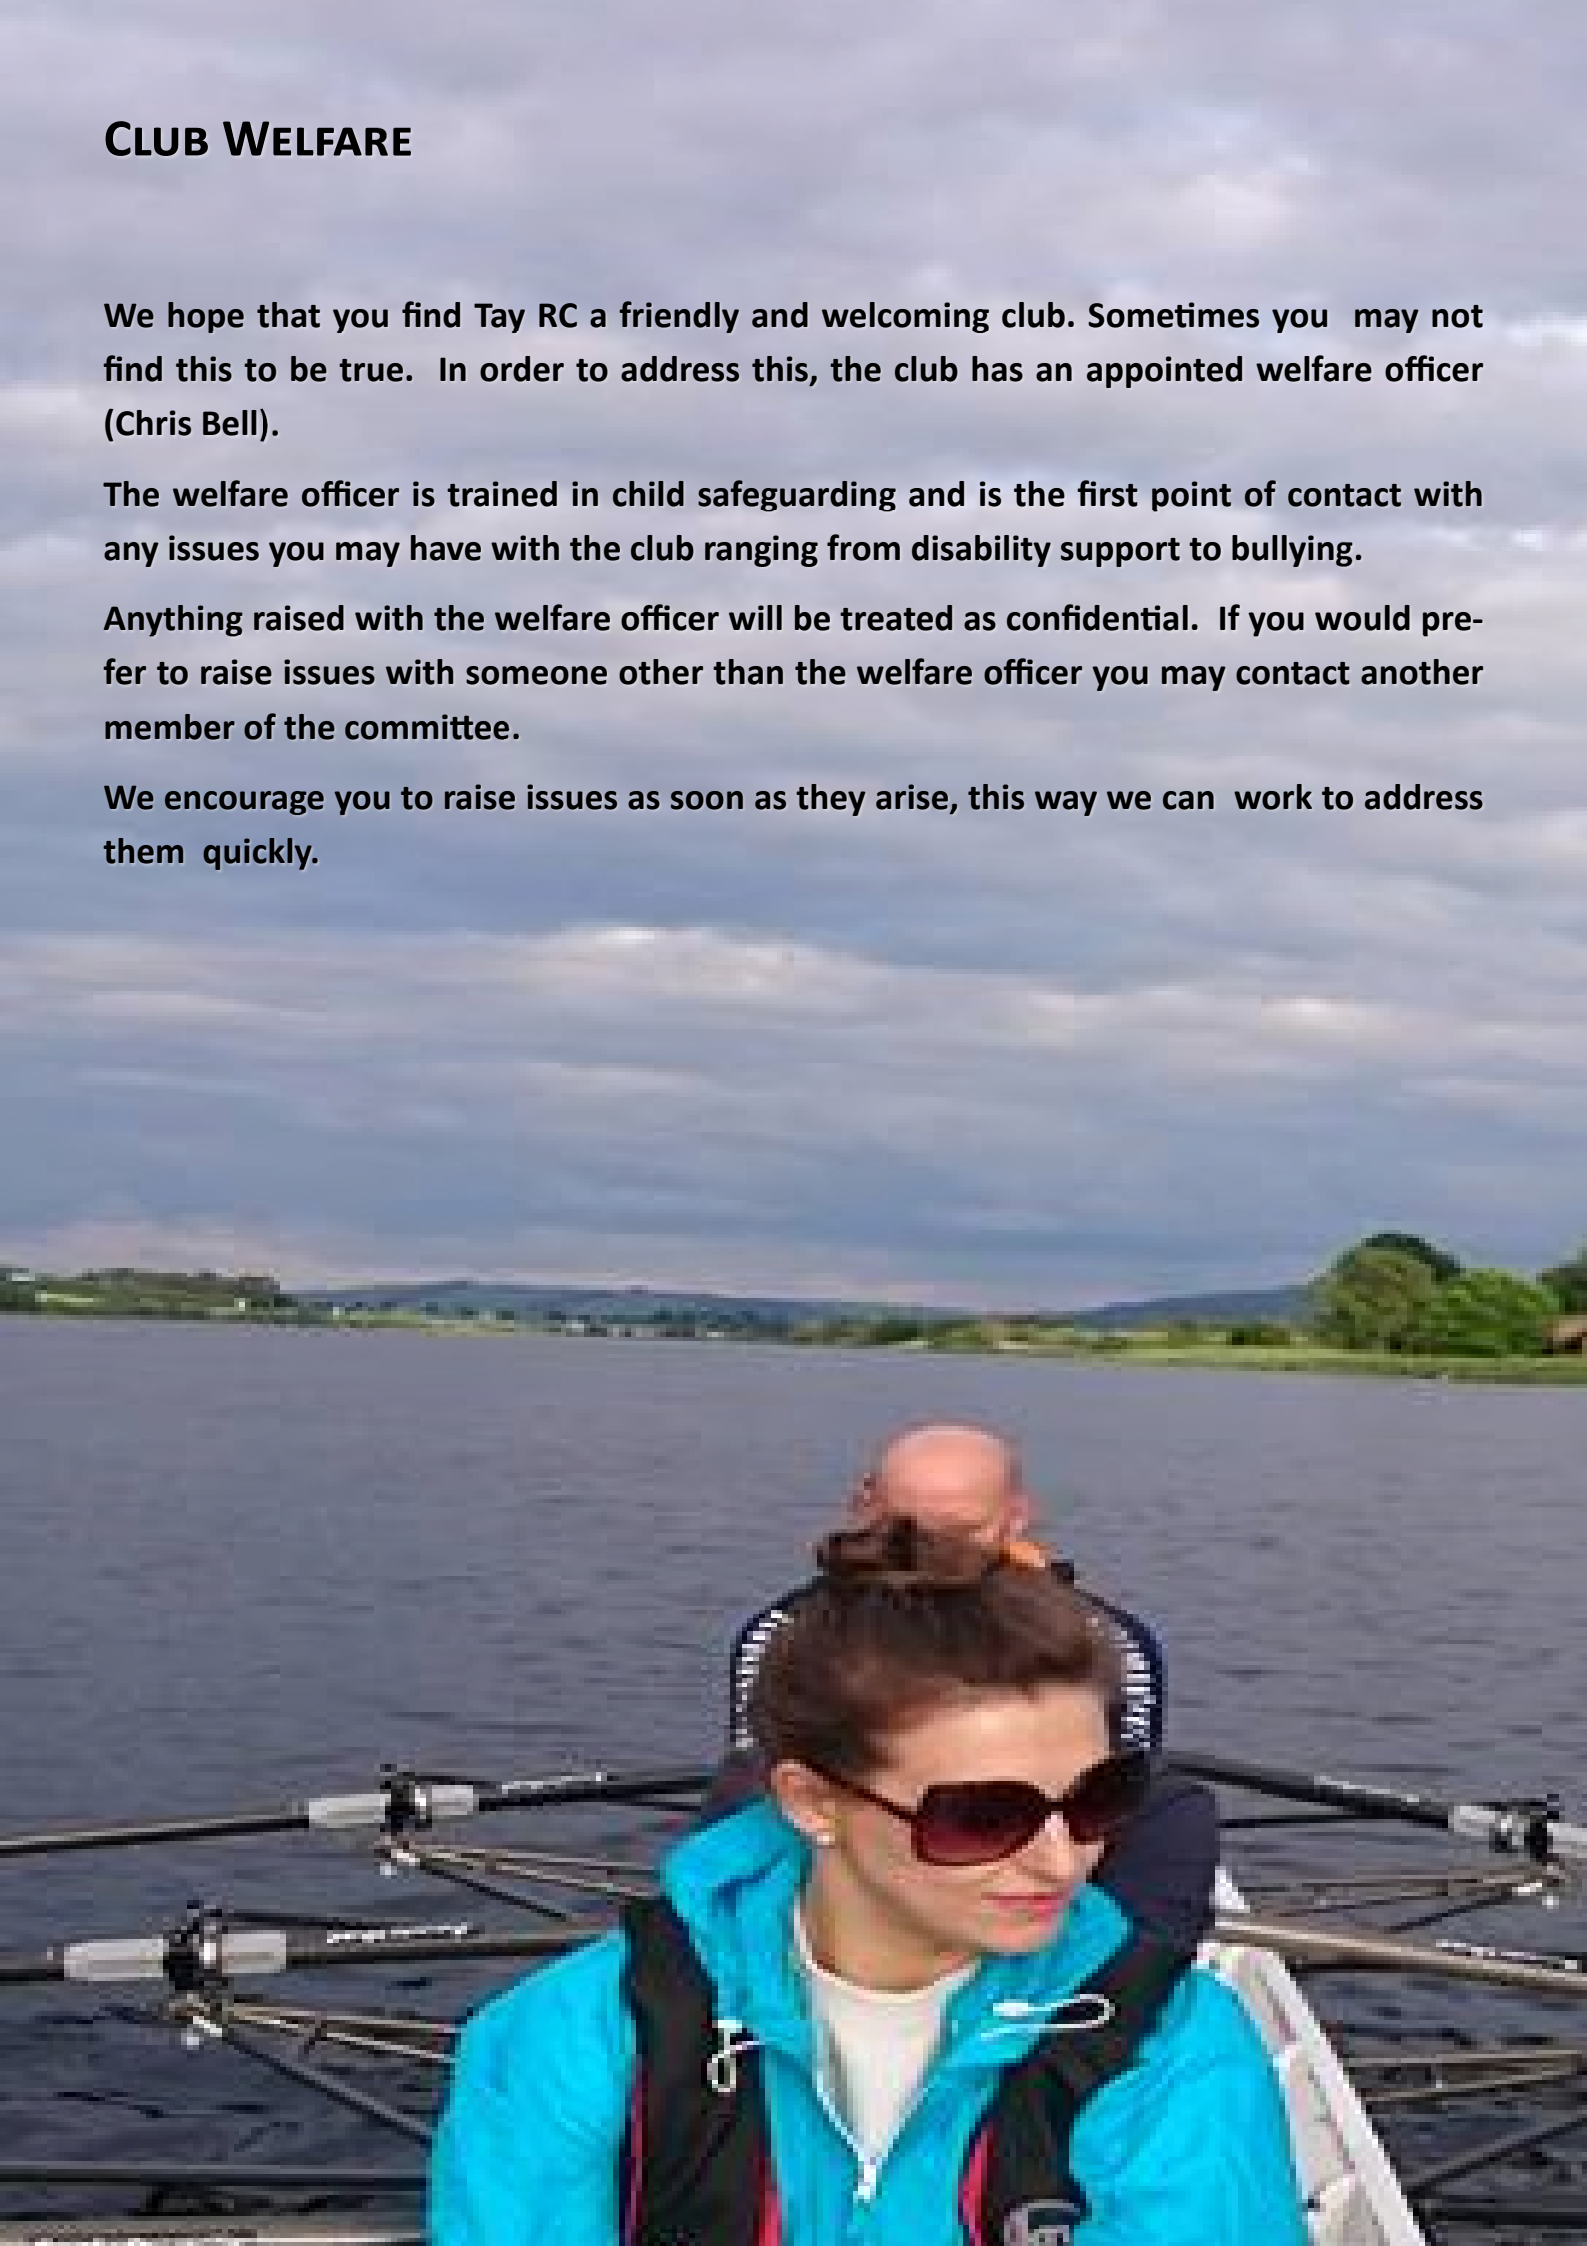 Club Welfare
We hope that you find Tay RC a friendly and welcoming club. Sometimes you  may not
find this to be true.  In order to address this, the club has an appointed welfare officer
(Chris Bell).
The welfare officer is trained in child safeguarding and is the first point of contact with
any issues you may have with the club ranging from disability support to bullying.
Anything raised with the welfare officer will be treated as confidential.  If you would pre-
fer to raise issues with someone other than the welfare officer you may contact another
member of the committee.
We encourage you to raise issues as soon as they arise, this way we can  work to address
them  quickly.